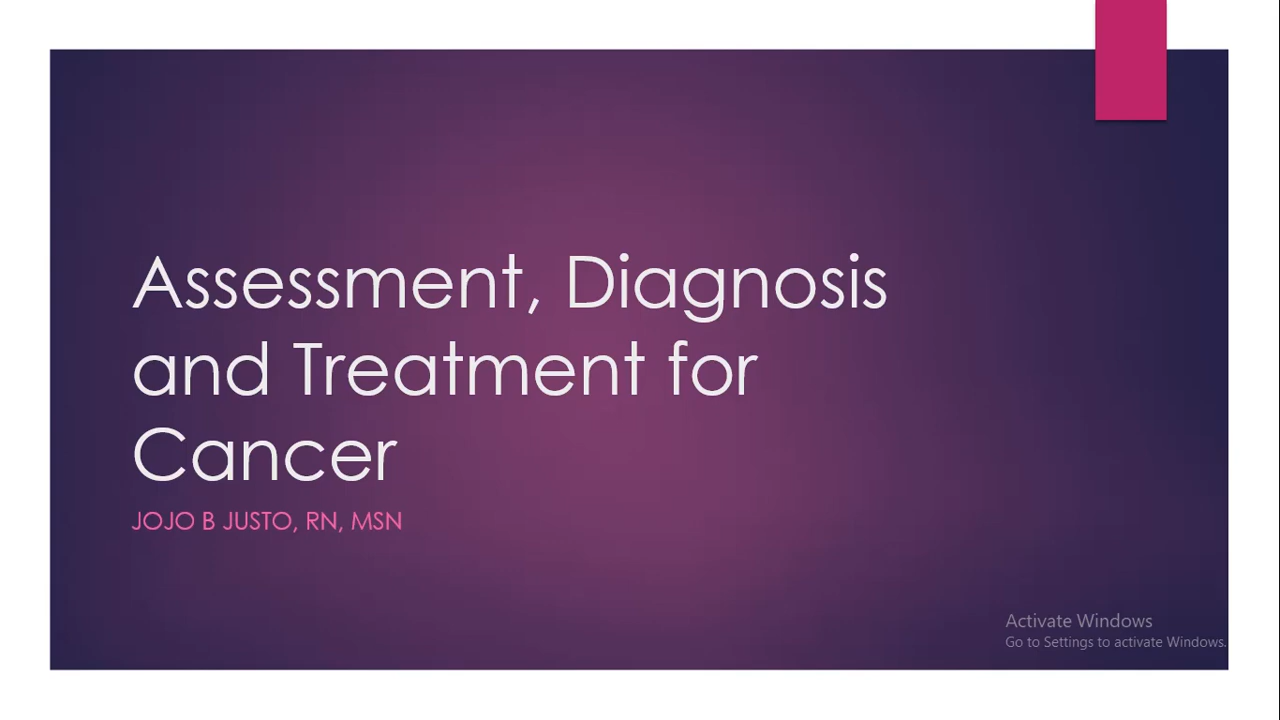 Assessment, Diagnosis
and Treatment for
Cancer
JOJO B JUSTO, RN, MSN
Activate Windows
Go to Settings to activate Windows.